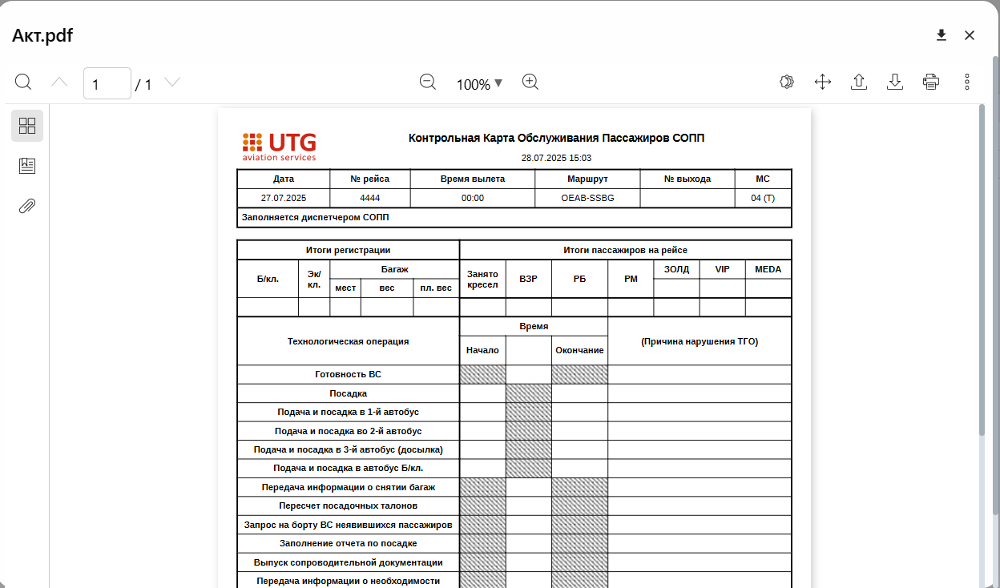 Акт.pdf
1 / 1
100%
UTG
aviation services
Контрольная Карта Обслуживания Пассажиров СОПП
28.07.2025 15:03
Дата № рейса Время вылета Маршрут № выхода МС
27.07.2025 4444 00:00 OEAB-SSBG 04 (T)
Заполняется диспетчером СОПП
Итоги регистрации Итоги пассажиров на рейсе
Б/кл. Эк/кл. Багаж Занято кресел ВЗР РБ РМ ЗОЛД VIP MEDA
мест вес пл. вес
Технологическая операция Время (Причина нарушения ТГО)
Начало Окончание
Готовность ВС
Посадка
Подача и посадка в 1-й автобус
Подача и посадка во 2-й автобус
Подача и посадка в 3-й автобус (досылка)
Подача и посадка в автобус Б/кл.
Передача информации о снятии багаж
Пересчет посадочных талонов
Запрос на борту ВС неявившихся пассажиров
Заполнение отчета по посадке
Выпуск сопроводительной документации
Передача информации о необходимости